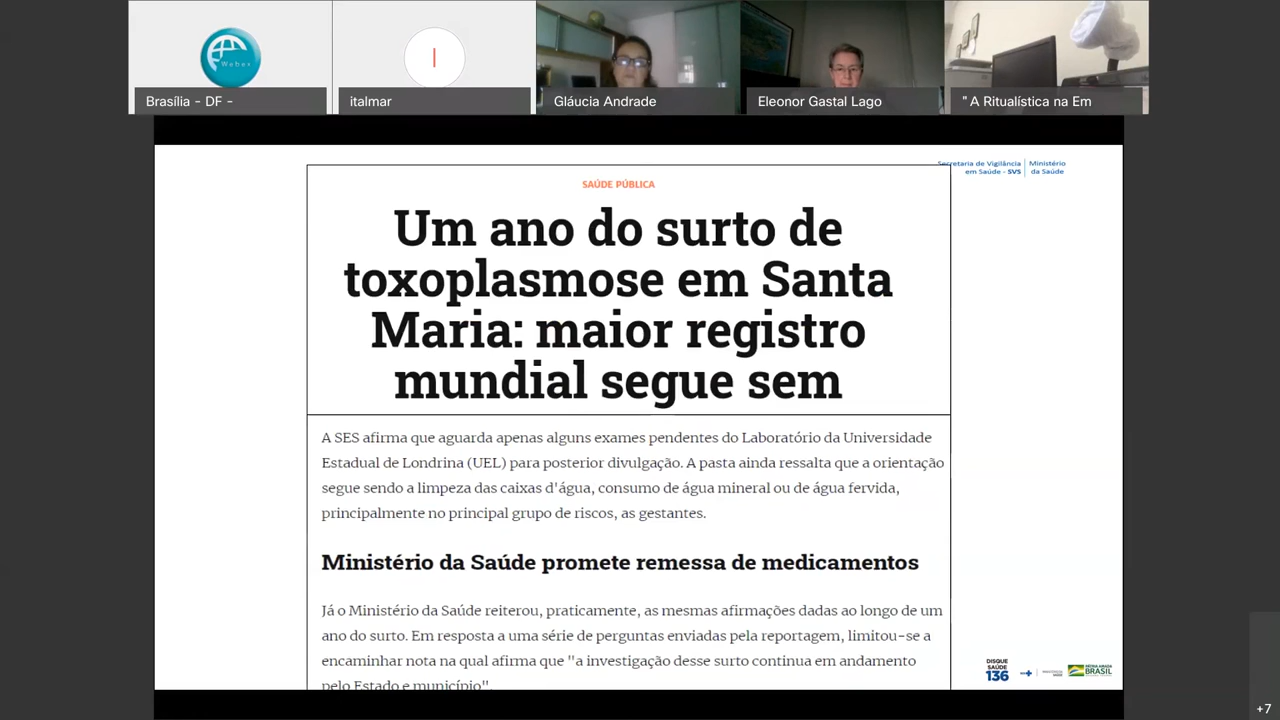 Webex
Brasília - DF -
I
italmar
Gláucia Andrade
Eleonor Gastal Lago
" A Ritualística na Em
Secretaria de Vigilância
em Saúde - SVS
Ministério
da Saúde
SAÚDE PÚBLICA
Um ano do surto de
toxoplasmose em Santa
Maria: maior registro
mundial segue sem
A SES afirma que aguarda apenas alguns exames pendentes do Laboratório da Universidade
Estadual de Londrina (UEL) para posterior divulgação. A pasta ainda ressalta que a orientação
segue sendo a limpeza das caixas d'água, consumo de água mineral ou de água fervida,
principalmente no principal grupo de riscos, as gestantes.
Ministério da Saúde promete remessa de medicamentos
Já o Ministério da Saúde reiterou, praticamente, as mesmas afirmações dadas ao longo de um
ano do surto. Em resposta a uma série de perguntas enviadas pela reportagem, limitou-se a
encaminhar nota na qual afirma que "a investigação desse surto continua em andamento
pelo Estado e município".
DISQUE
SAÚDE
136
PÁTRIA AMADA
BRASIL
+7